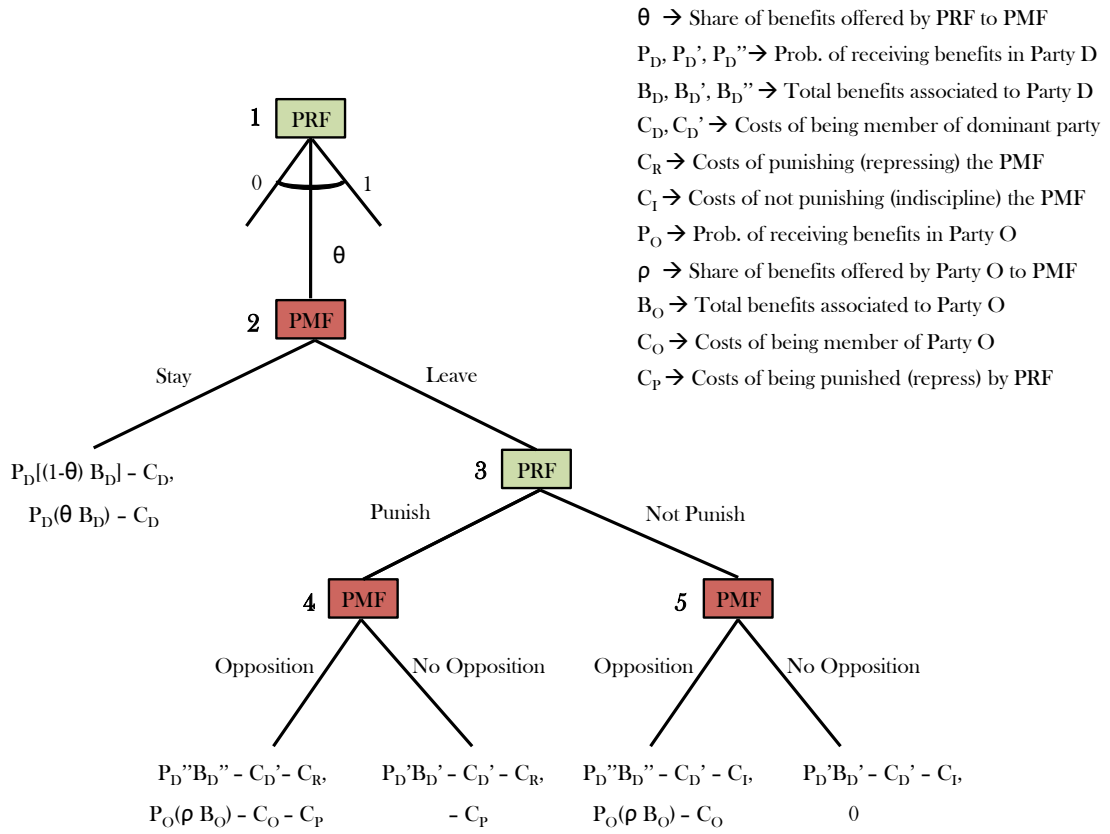 θ → Share of benefits offered by PRF to PMF
P_D, P_D', P_D'' → Prob. of receiving benefits in Party D
B_D, B_D', B_D'' → Total benefits associated to Party D
C_D, C_D' → Costs of being member of dominant party
C_R → Costs of punishing (repressing) the PMF
C_I → Costs of not punishing (indiscipline) the PMF
P_O → Prob. of receiving benefits in Party O
ρ → Share of benefits offered by Party O to PMF
B_O → Total benefits associated to Party O
C_O → Costs of being member of Party O
C_P → Costs of being punished (repress) by PRF
1 PRF
0 1
θ
2 PMF
Stay Leave
P_D[(1-θ) B_D] – C_D,
P_D(θ B_D) – C_D
3 PRF
Punish Not Punish
4 PMF 5 PMF
Opposition No Opposition Opposition No Opposition
P_D''B_D'' – C_D' – C_R, P_D'B_D' – C_D' – C_R, P_D''B_D'' – C_D' – C_I, P_D'B_D' – C_D' – C_I,
P_O(ρ B_O) – C_O – C_P – C_P P_O(ρ B_O) – C_O 0